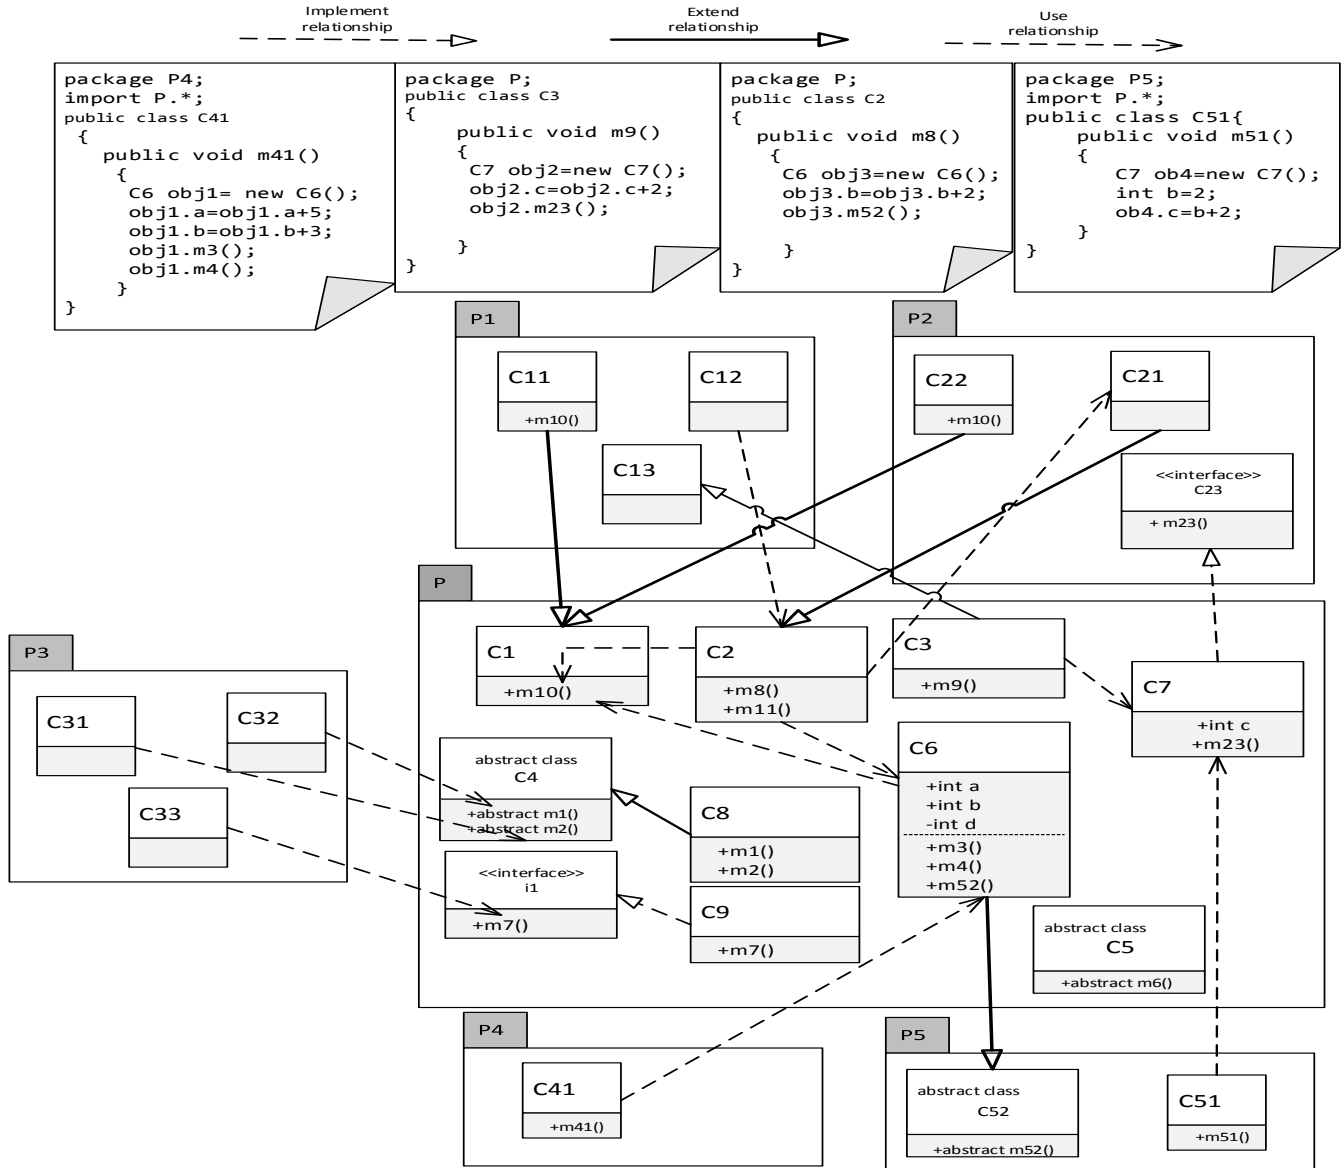 Implement
relationship
Extend
relationship
Use
relationship
package P4;
import P.*;
public class C41
{
public void m41()
{
C6 obj1= new C6();
obj1.a=obj1.a+5;
obj1.b=obj1.b+3;
obj1.m3();
obj1.m4();
}
}
package P;
public class C3
{
public void m9()
{
C7 obj2=new C7();
obj2.c=obj2.c+2;
obj2.m23();
}
}
package P;
public class C2
{
public void m8()
{
C6 obj3=new C6();
obj3.b=obj3.b+2;
obj3.m52();
}
}
package P5;
import P.*;
public class C51{
public void m51()
{
C7 ob4=new C7();
int b=2;
ob4.c=b+2;
}
}
P1
C11
+m10()
C12
C13
P2
C22
+m10()
C21
<<interface>>
C23
+ m23()
P
C1
+m10()
C2
+m8()
+m11()
C3
+m9()
C7
+int c
+m23()
P3
C31
C32
C33
abstract class
C4
+abstract m1()
+abstract m2()
C8
+m1()
+m2()
C6
+int a
+int b
-int d
+m3()
+m4()
+m52()
<<interface>>
i1
+m7()
C9
+m7()
abstract class
C5
+abstract m6()
P4
C41
+m41()
P5
abstract class
C52
+abstract m52()
C51
+m51()